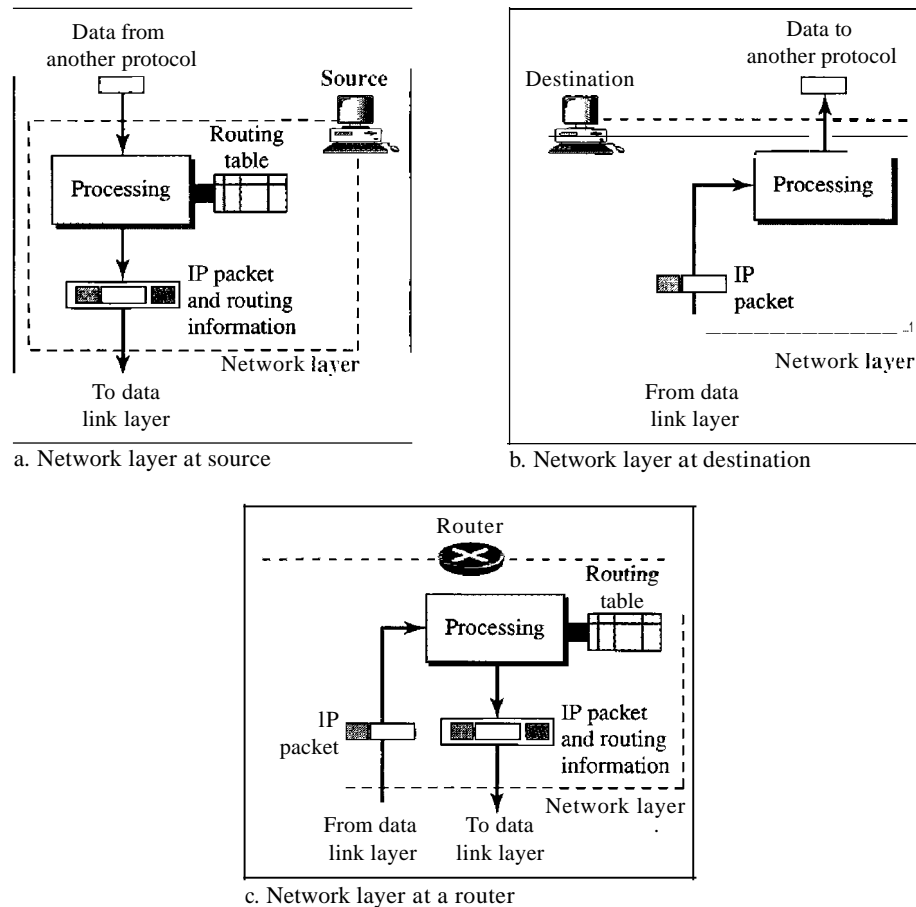 Data from
another protocol
Source
Routing
table
Processing
IP packet
and routing
information
Network layer
To data
link layer
a. Network layer at source
Data to
another protocol
Destination
Processing
IP
packet
Network layer
From data
link layer
b. Network layer at destination
Router
Routing
table
Processing
IP
packet
IP packet
and routing
information
Network layer
From data
link layer
To data
link layer
c. Network layer at a router